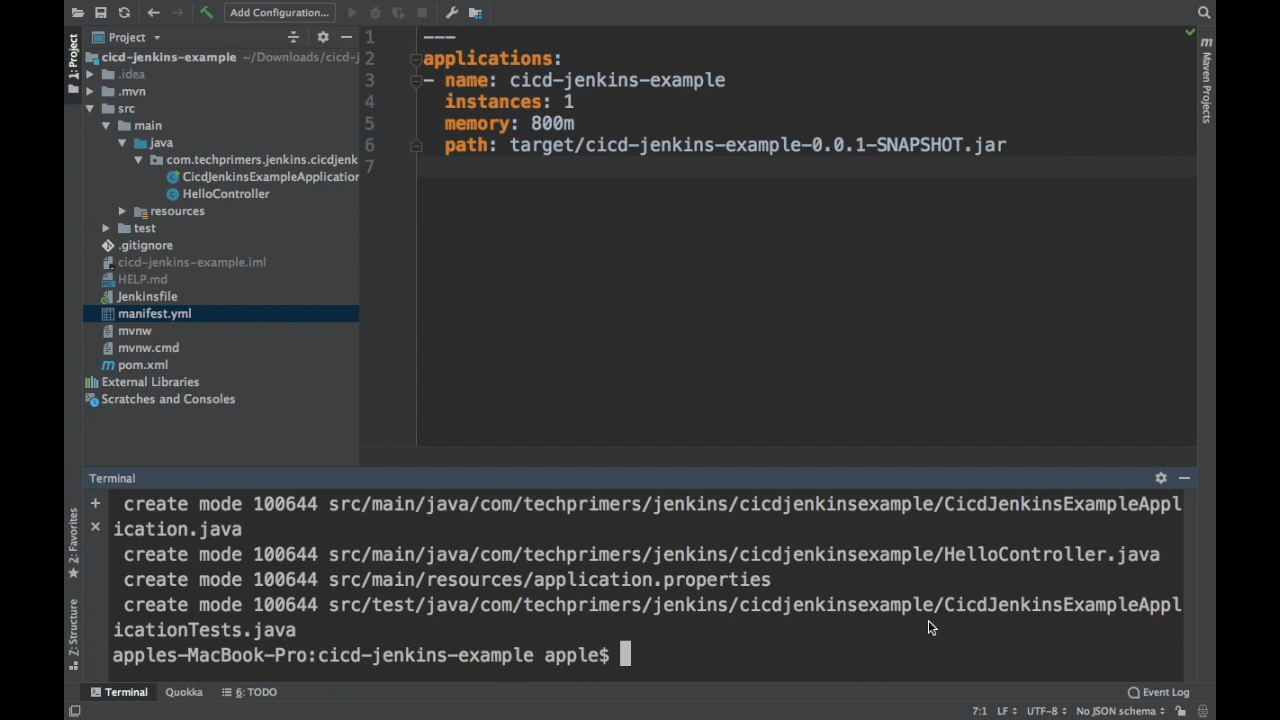 Add Configuration...
Project
1: Project
cicd-jenkins-example ~/Downloads/cicd-j
.idea
.mvn
src
main
java
com.techprimers.jenkins.cicdjenk
CicdJenkinsExampleApplication
HelloController
resources
test
.gitignore
cicd-jenkins-example.iml
HELP.md
Jenkinsfile
manifest.yml
mvnw
mvnw.cmd
pom.xml
External Libraries
Scratches and Consoles
1 ---
2 applications:
3 - name: cicd-jenkins-example
4 instances: 1
5 memory: 800m
6 path: target/cicd-jenkins-example-0.0.1-SNAPSHOT.jar
7
Maven Projects
Terminal
create mode 100644 src/main/java/com/techprimers/jenkins/cicdjenkinsexample/CicdJenkinsExampleAppl
ication.java
create mode 100644 src/main/java/com/techprimers/jenkins/cicdjenkinsexample/HelloController.java
create mode 100644 src/main/resources/application.properties
create mode 100644 src/test/java/com/techprimers/jenkins/cicdjenkinsexample/CicdJenkinsExampleAppl
icationTests.java
apples-MacBook-Pro:cicd-jenkins-example apple$
2: Favorites
Z: Structure
Terminal Quokka 6: TODO Event Log
7:1 LF UTF-8 No JSON schema